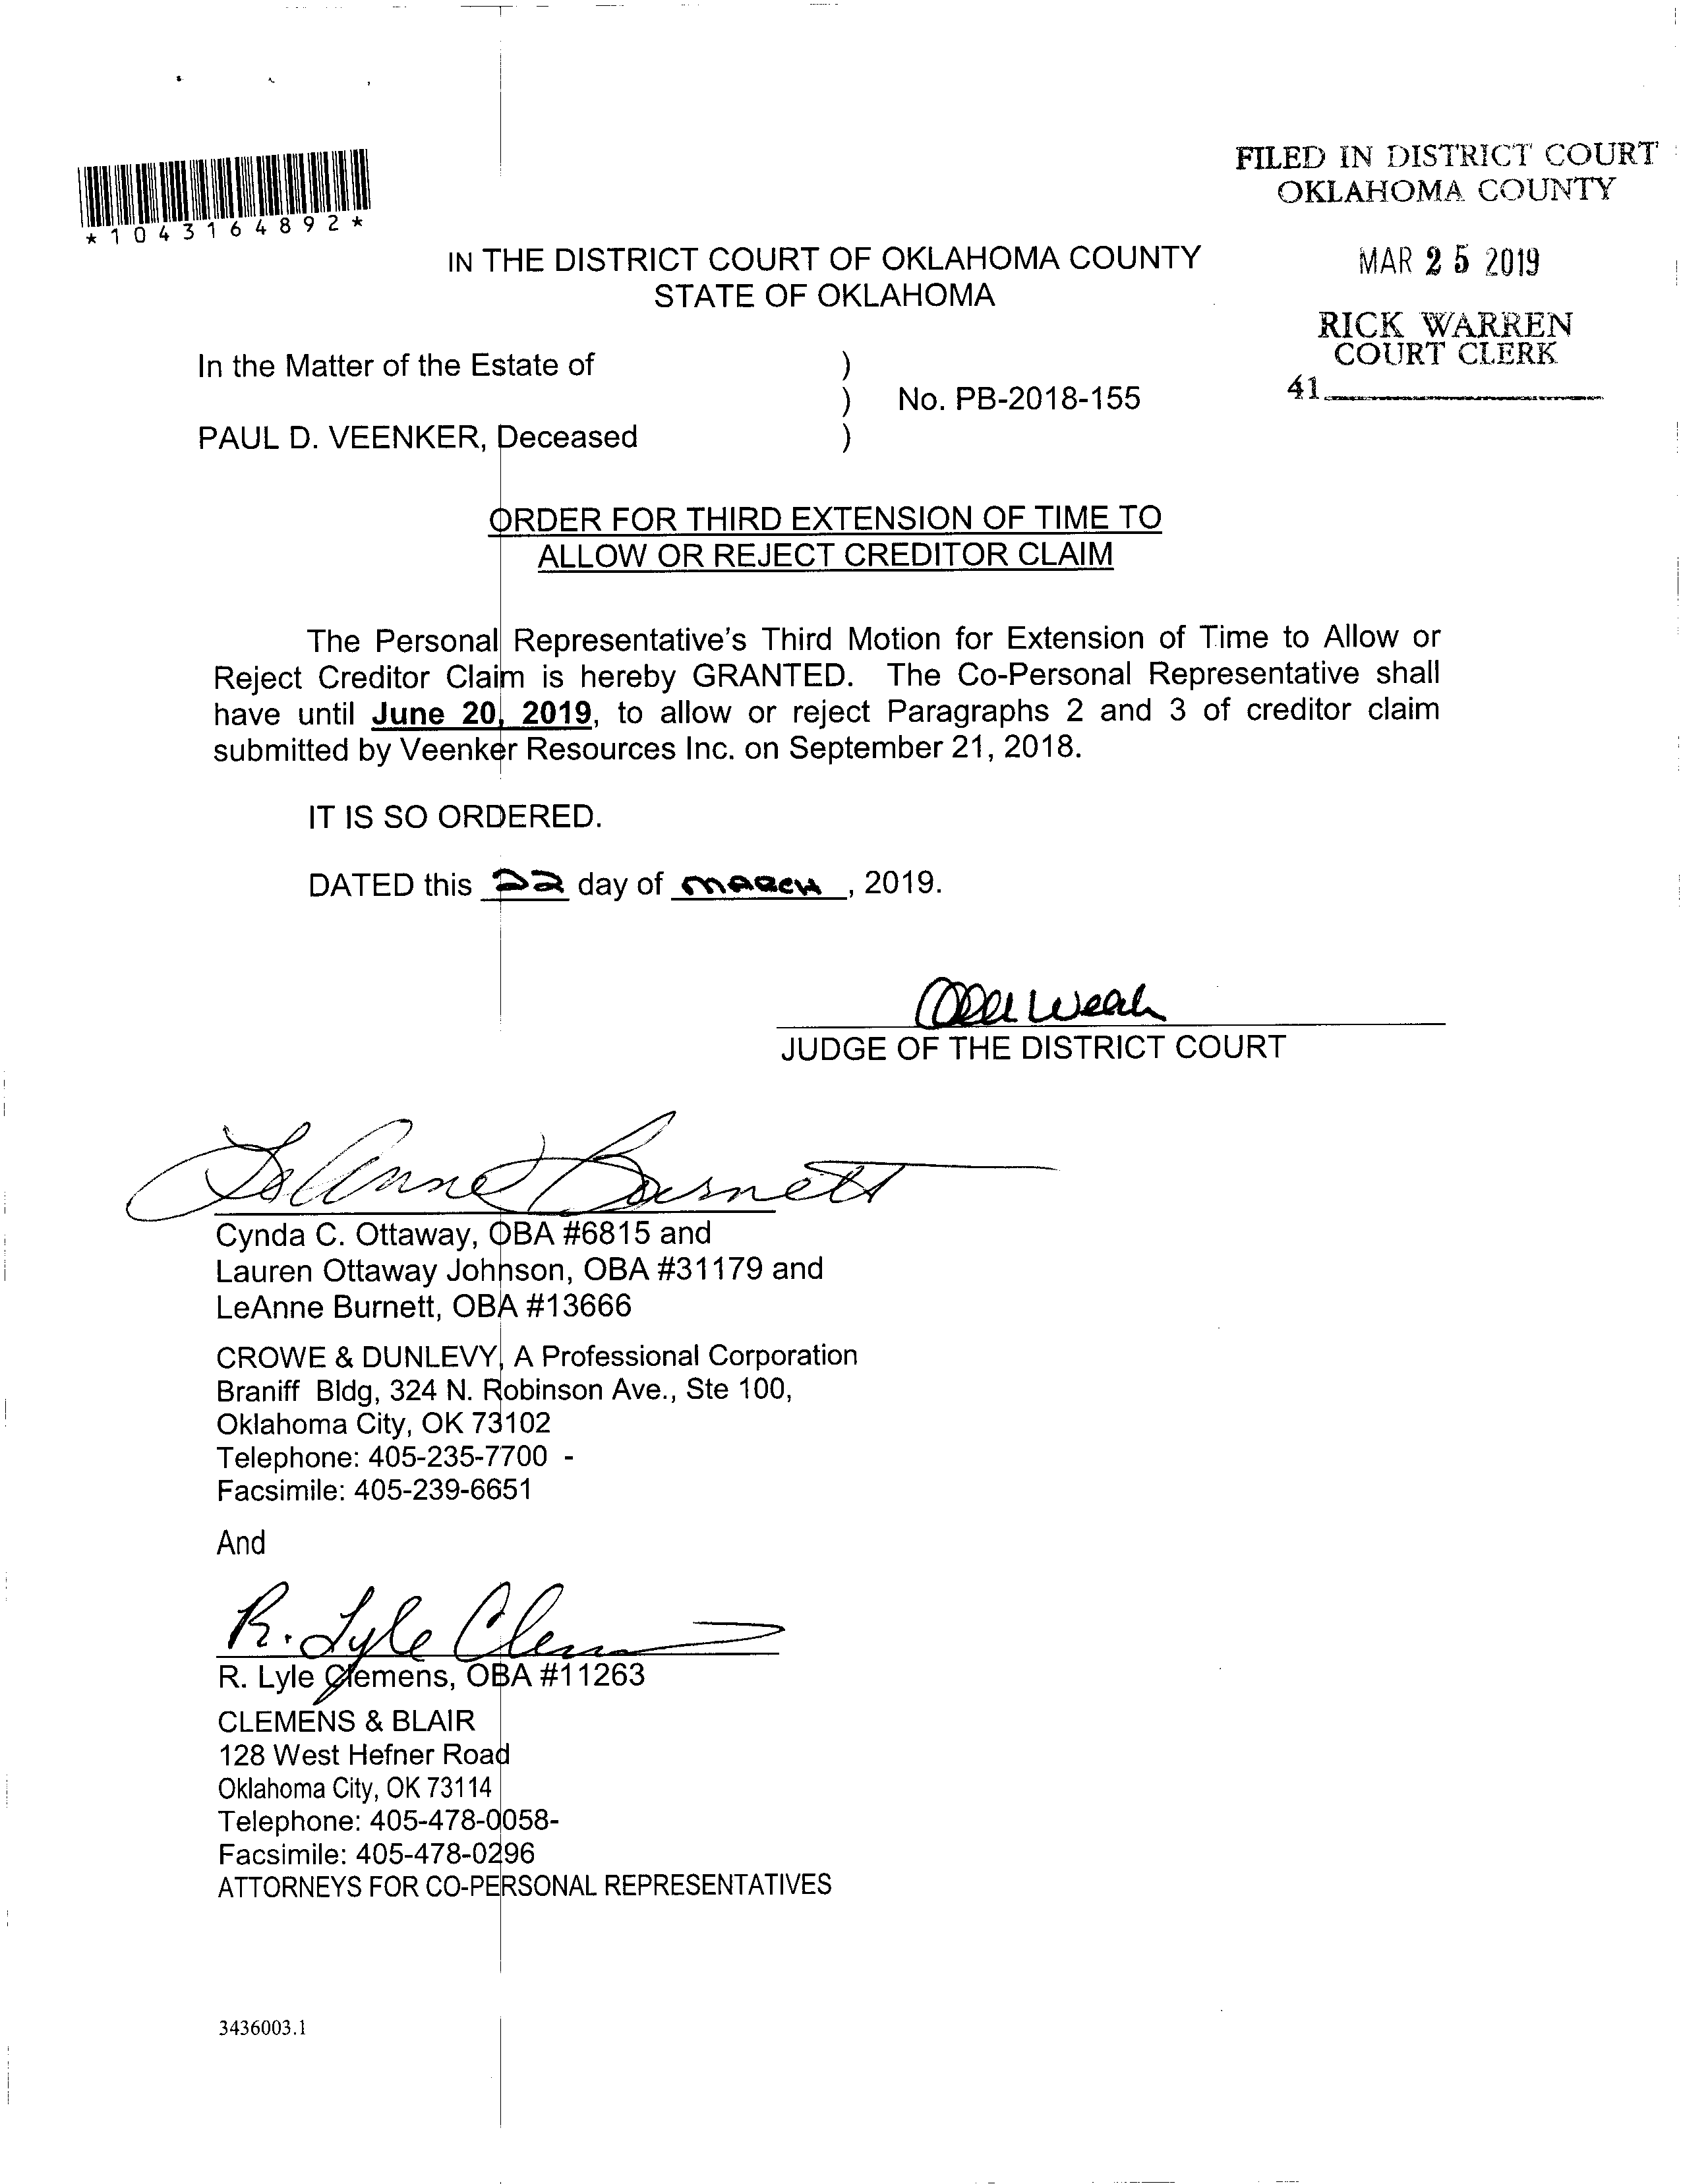 FILED IN DISTRICT COURT
OKLAHOMA COUNTY
*1043164892*
MAR 25 2019
IN THE DISTRICT COURT OF OKLAHOMA COUNTY
STATE OF OKLAHOMA
RICK WARREN
COURT CLERK
41
In the Matter of the Estate of )
) No. PB-2018-155
PAUL D. VEENKER, Deceased )
ORDER FOR THIRD EXTENSION OF TIME TO
ALLOW OR REJECT CREDITOR CLAIM
The Personal Representative's Third Motion for Extension of Time to Allow or
Reject Creditor Claim is hereby GRANTED. The Co-Personal Representative shall
have until June 20, 2019, to allow or reject Paragraphs 2 and 3 of creditor claim
submitted by Veenker Resources Inc. on September 21, 2018.
IT IS SO ORDERED.
DATED this 22 day of MARCH, 2019.
JUDGE OF THE DISTRICT COURT
LeAnne Burnett
Cynda C. Ottaway, OBA #6815 and
Lauren Ottaway Johnson, OBA #31179 and
LeAnne Burnett, OBA #13666
CROWE & DUNLEVY, A Professional Corporation
Braniff Bldg, 324 N. Robinson Ave., Ste 100,
Oklahoma City, OK 73102
Telephone: 405-235-7700 -
Facsimile: 405-239-6651
And
R. Lyle Clemens
R. Lyle Clemens, OBA #11263
CLEMENS & BLAIR
128 West Hefner Road
Oklahoma City, OK 73114
Telephone: 405-478-0058-
Facsimile: 405-478-0296
ATTORNEYS FOR CO-PERSONAL REPRESENTATIVES
3436003.1